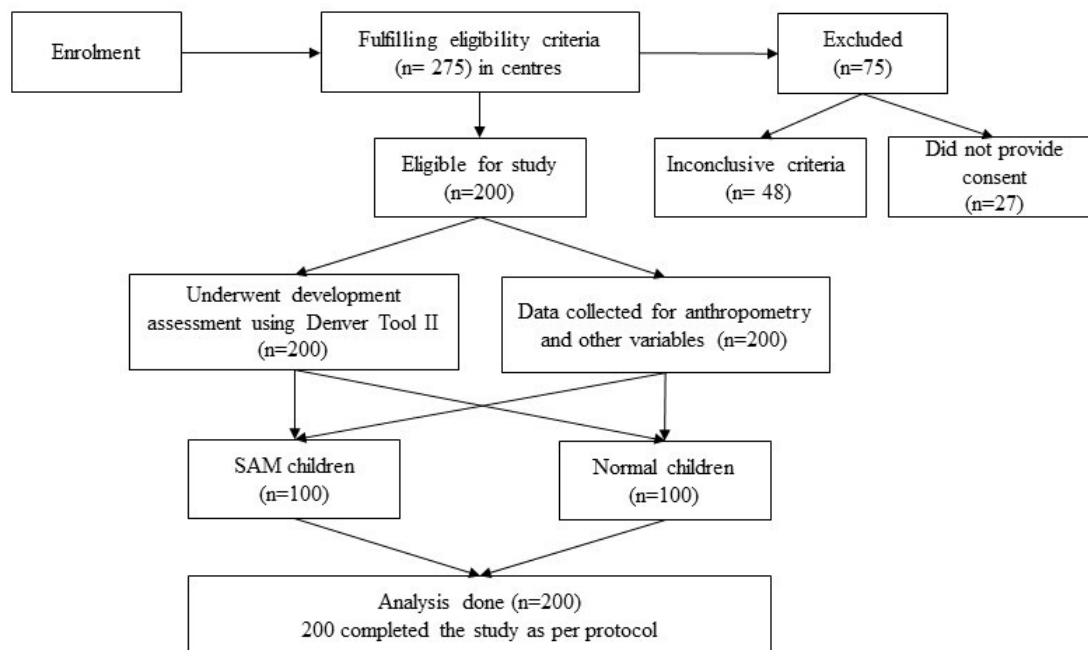 Enrolment
Fulfilling eligibility criteria
(n= 275) in centres
Excluded
(n=75)
Eligible for study
(n=200)
Inconclusive criteria
(n= 48)
Did not provide
consent
(n=27)
Underwent development
assessment using Denver Tool II
(n=200)
Data collected for anthropometry
and other variables (n=200)
SAM children
(n=100)
Normal children
(n=100)
Analysis done (n=200)
200 completed the study as per protocol